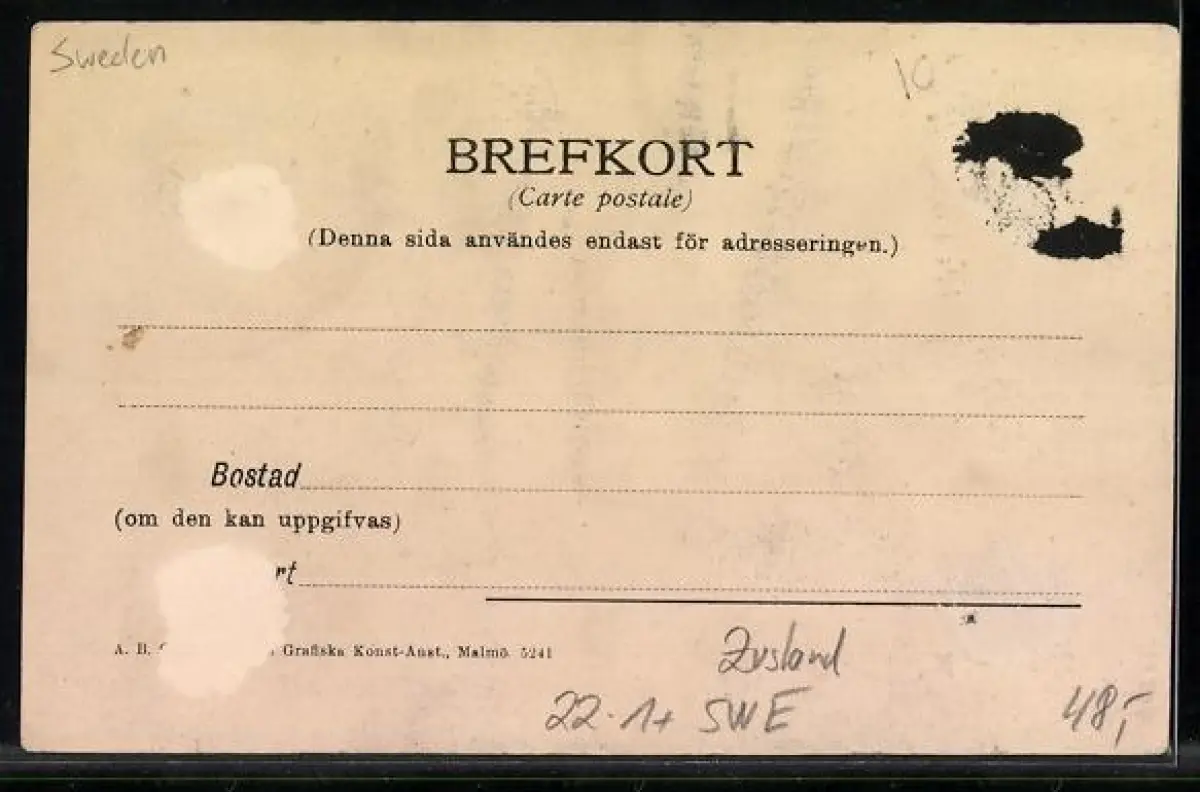 Sweden
10
BREFKORT
(Carte postale)
(Denna sida användes endast för adresseringen.)
Bostad
(om den kan uppgifvas)
rt
A. B. Grafiska Konst-Anst., Malmö 5241
Zustand
22. 1+ SWE
48,-